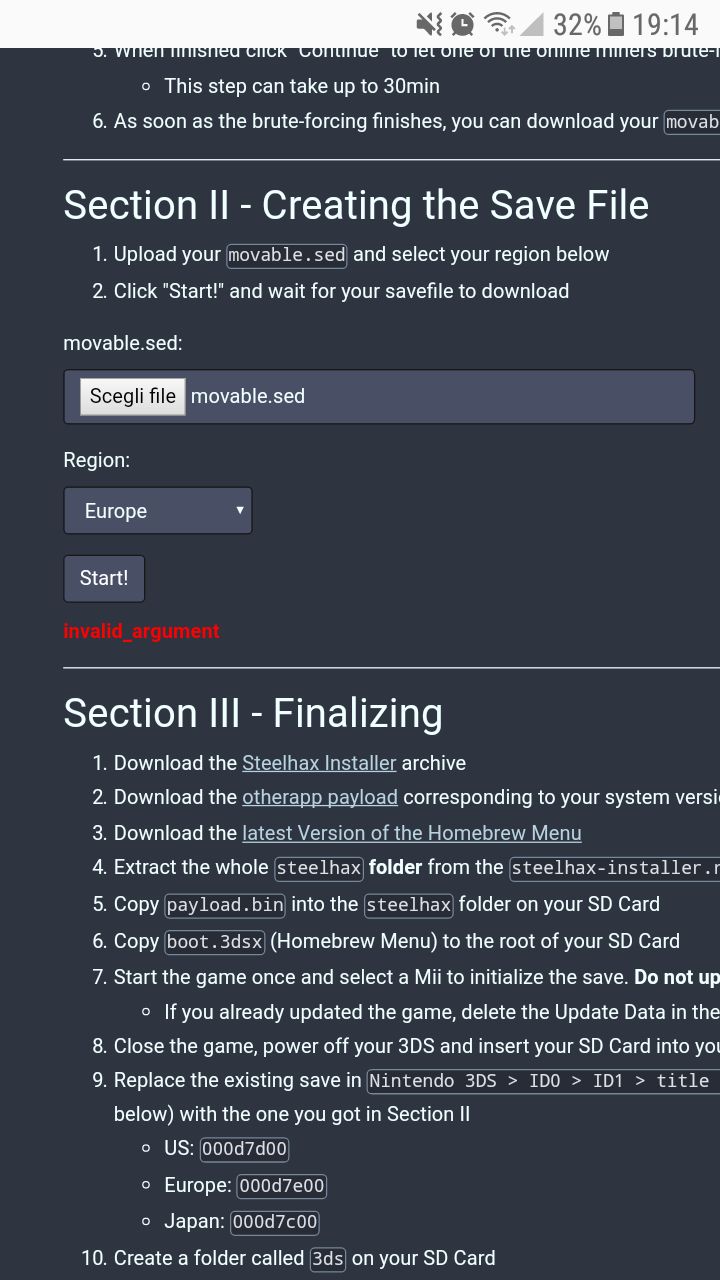 32% 19:14
5. When finished click "Continue" to let one of the online miners brute-f
This step can take up to 30min
6. As soon as the brute-forcing finishes, you can download your movab
Section II - Creating the Save File
1. Upload your movable.sed and select your region below
2. Click "Start!" and wait for your savefile to download
movable.sed:
Scegli file movable.sed
Region:
Europe
Start!
invalid_argument
Section III - Finalizing
1. Download the Steelhax Installer archive
2. Download the otherapp payload corresponding to your system versi
3. Download the latest Version of the Homebrew Menu
4. Extract the whole steelhax folder from the steelhax-installer.r
5. Copy payload.bin into the steelhax folder on your SD Card
6. Copy boot.3dsx (Homebrew Menu) to the root of your SD Card
7. Start the game once and select a Mii to initialize the save. Do not up
If you already updated the game, delete the Update Data in the
8. Close the game, power off your 3DS and insert your SD Card into you
9. Replace the existing save in Nintendo 3DS > ID0 > ID1 > title
below) with the one you got in Section II
US: 000d7d00
Europe: 000d7e00
Japan: 000d7c00
10. Create a folder called 3ds on your SD Card